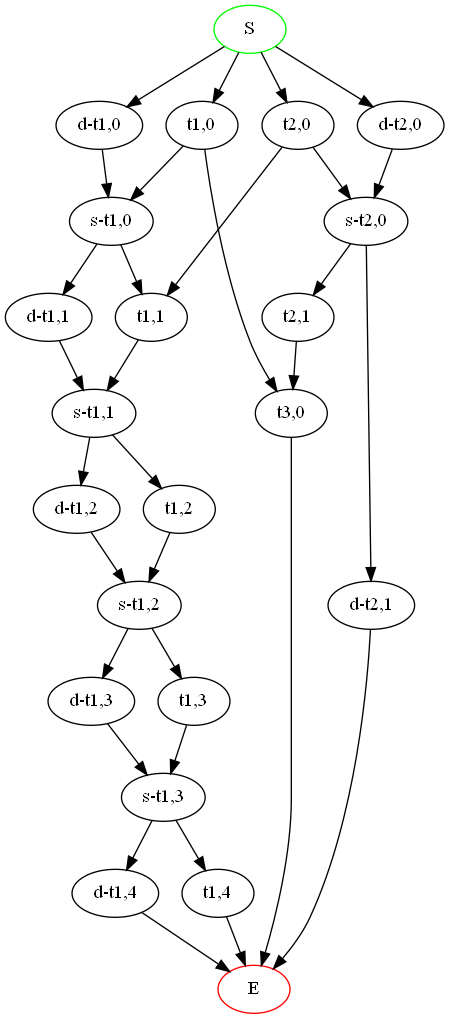 S
d-t1,0
t1,0
t2,0
d-t2,0
s-t1,0
s-t2,0
d-t1,1
t1,1
t2,1
s-t1,1
t3,0
d-t1,2
t1,2
s-t1,2
d-t2,1
d-t1,3
t1,3
s-t1,3
d-t1,4
t1,4
E